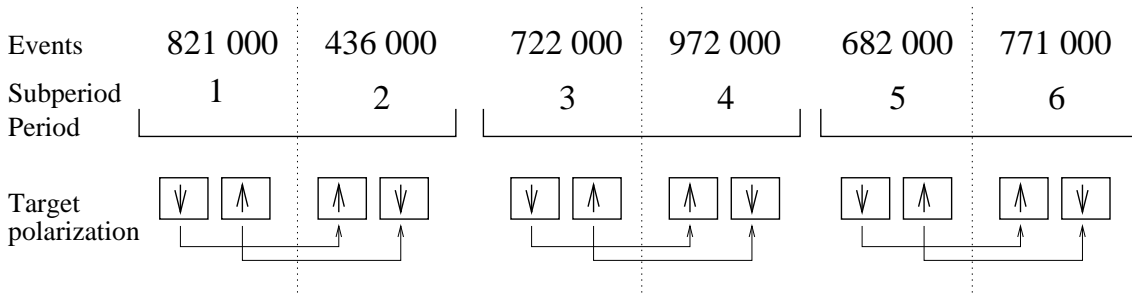 Events 821 000 436 000 722 000 972 000 682 000 771 000
Subperiod 1 2 3 4 5 6
Period
Target
polarization